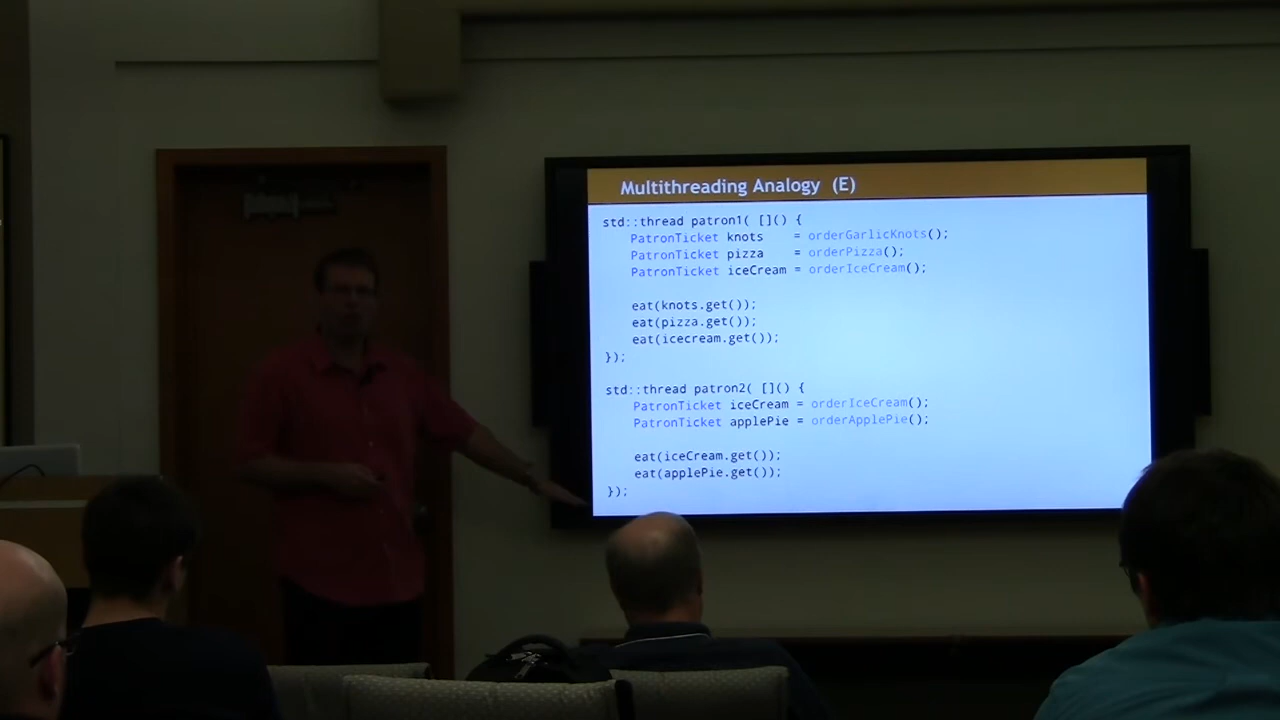 Multithreading Analogy (E)
std::thread patron1( []() {
PatronTicket knots = orderGarlicKnots();
PatronTicket pizza = orderPizza();
PatronTicket iceCream = orderIceCream();
eat(knots.get());
eat(pizza.get());
eat(icecream.get());
});
std::thread patron2( []() {
PatronTicket iceCream = orderIceCream();
PatronTicket applePie = orderApplePie();
eat(iceCream.get());
eat(applePie.get());
});